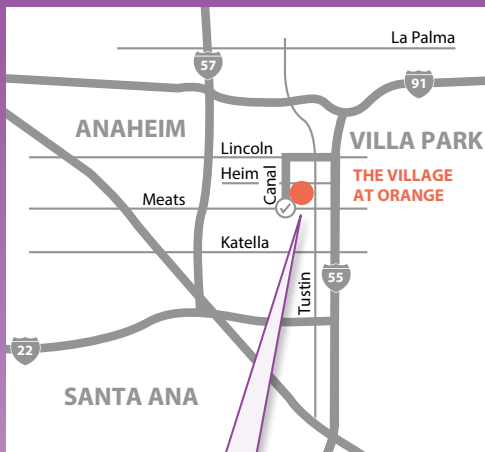 La Palma
57
91
ANAHEIM
VILLA PARK
Lincoln
Heim
Canal
THE VILLAGE
AT ORANGE
Meats
Katella
Tustin
55
22
SANTA ANA